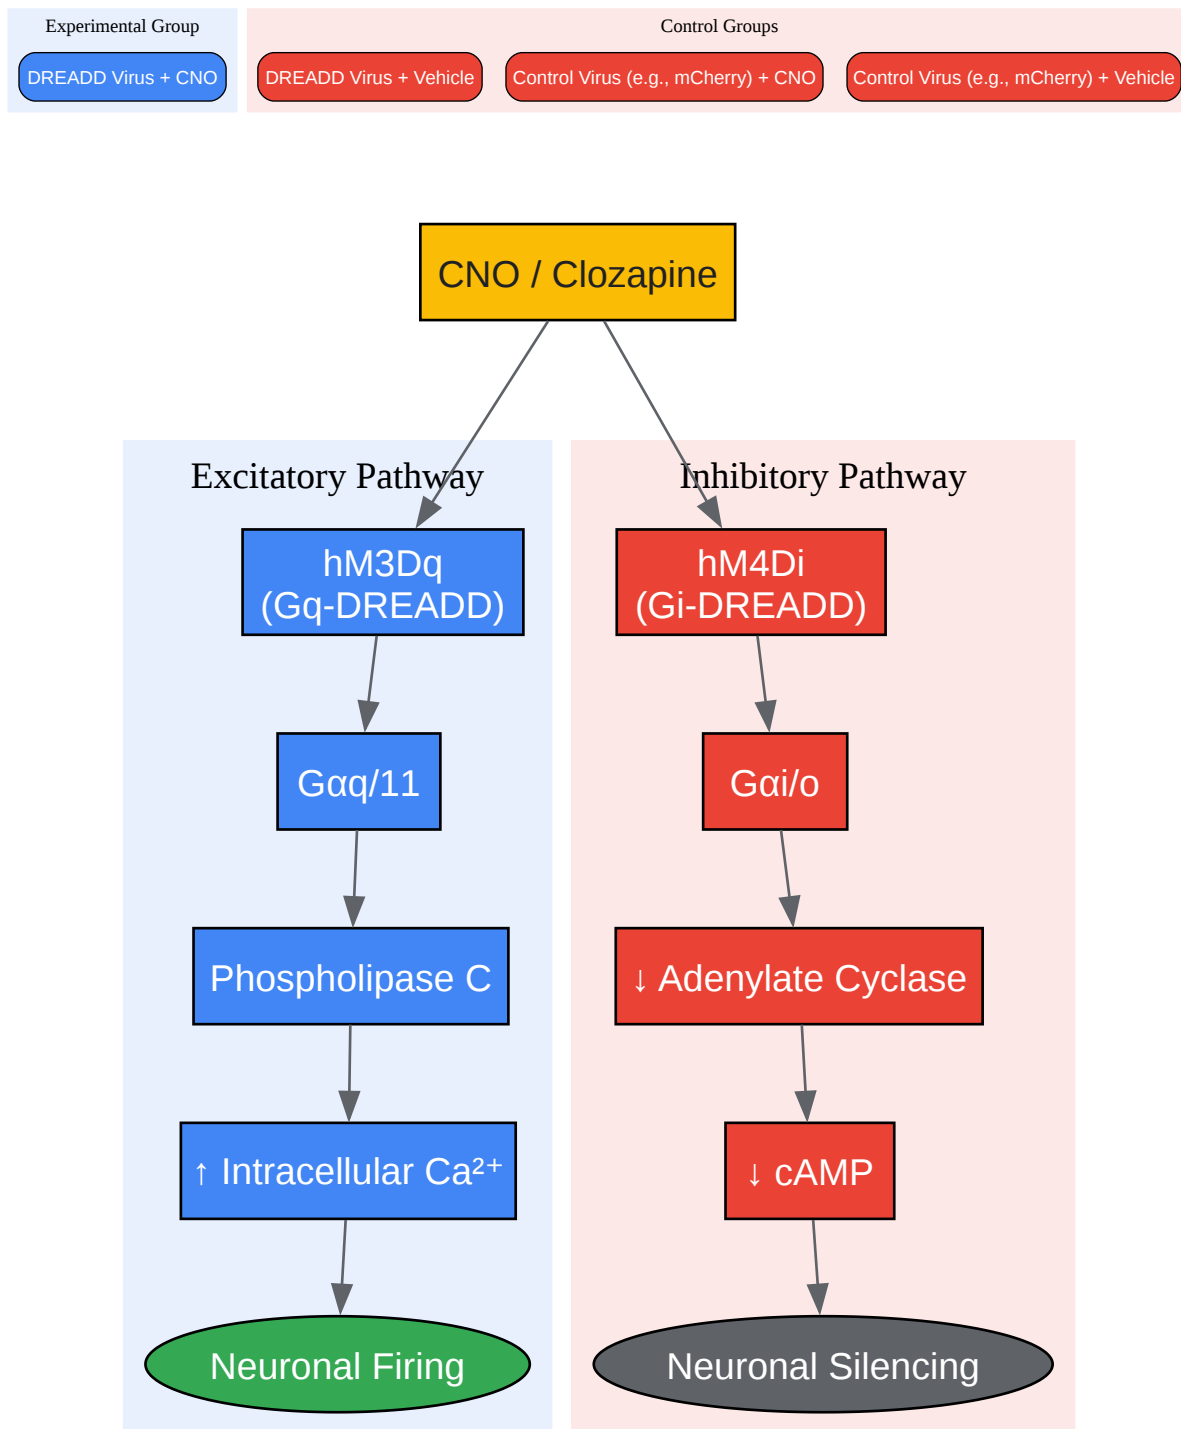 Experimental Group
DREADD Virus + CNO
Control Groups
DREADD Virus + Vehicle
Control Virus (e.g., mCherry) + CNO
Control Virus (e.g., mCherry) + Vehicle
CNO / Clozapine
Excitatory Pathway
hM3Dq
(Gq-DREADD)
Gαq/11
Phospholipase C
↑ Intracellular Ca²⁺
Neuronal Firing
Inhibitory Pathway
hM4Di
(Gi-DREADD)
Gαi/o
↓ Adenylate Cyclase
↓ cAMP
Neuronal Silencing